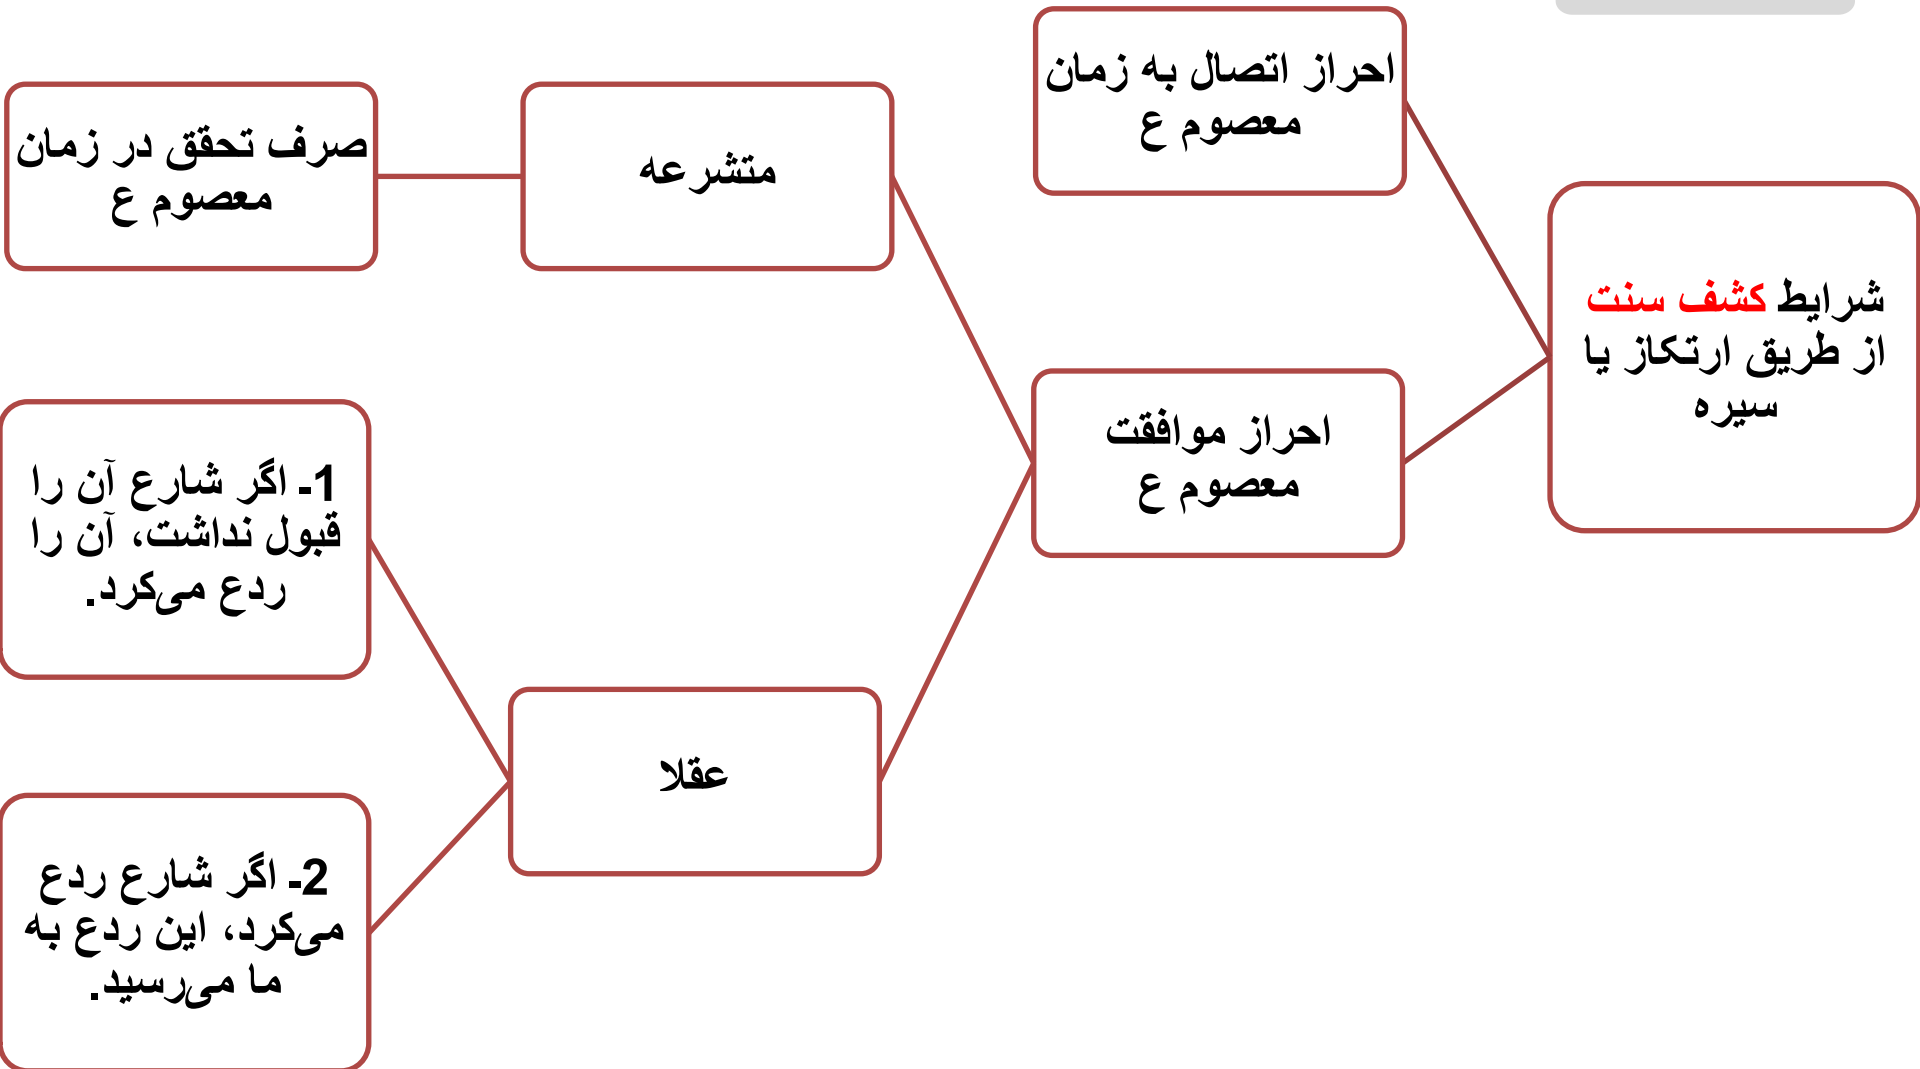 شرایط کشف سنت
از طریق ارتکاز یا
سیره
احراز اتصال به زمان
معصوم ع
احراز موافقت
معصوم ع
متشرعه
صرف تحقق در زمان
معصوم ع
عقلا
1- اگر شارع آن را
قبول نداشت، آن را
ردع می‌کرد.
2- اگر شارع ردع
می‌کرد، این ردع به
ما می‌رسید.